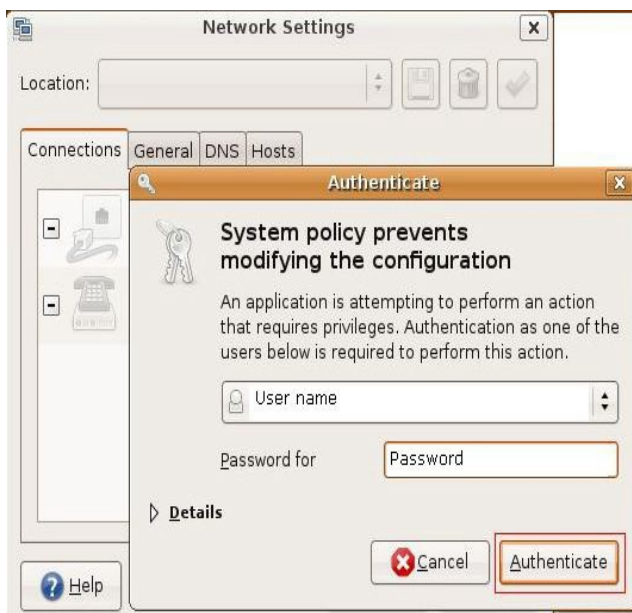 Network Settings
Location:
Connections General DNS Hosts
Authenticate
System policy prevents
modifying the configuration
An application is attempting to perform an action
that requires privileges. Authentication as one of the
users below is required to perform this action.
User name
Password for Password
Details
Cancel Authenticate
Help